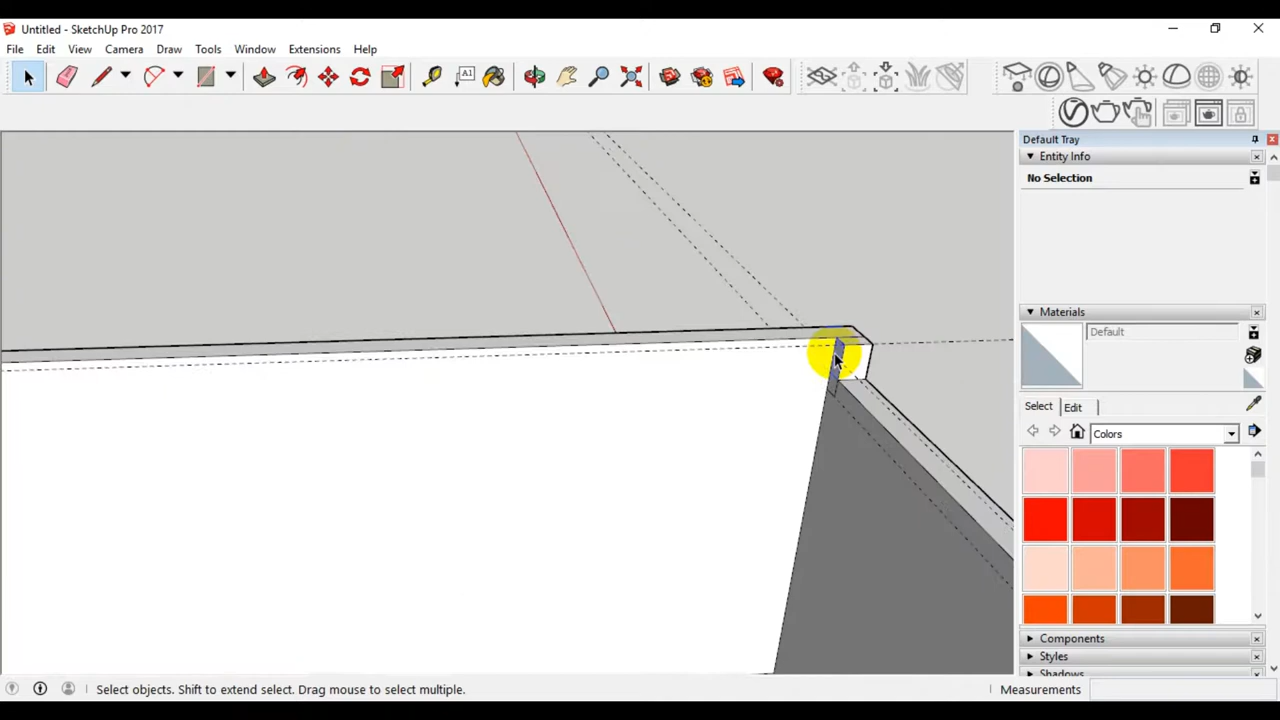 Untitled - SketchUp Pro 2017
File Edit View Camera Draw Tools Window Extensions Help
A1
Default Tray
Entity Info
No Selection
Materials
Default
Select Edit
Colors
Components
Styles
Shadows
Select objects. Shift to extend select. Drag mouse to select multiple.
Measurements